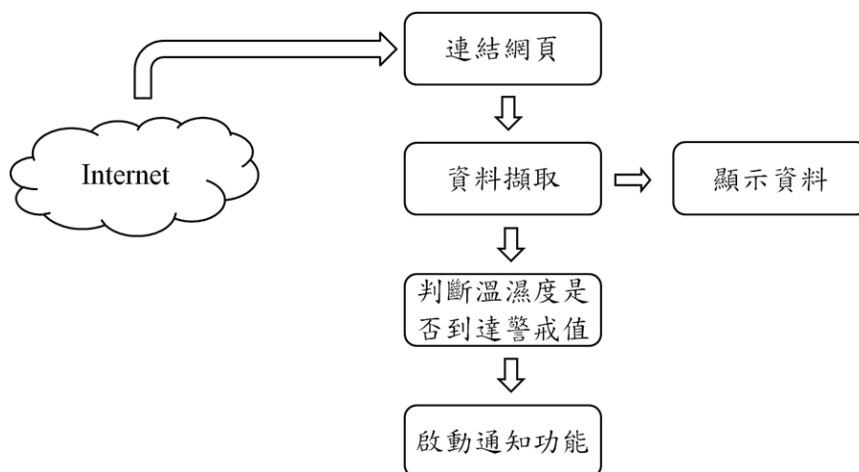 連結網頁
Internet
資料擷取
顯示資料
判斷溫濕度是
否到達警戒值
啟動通知功能